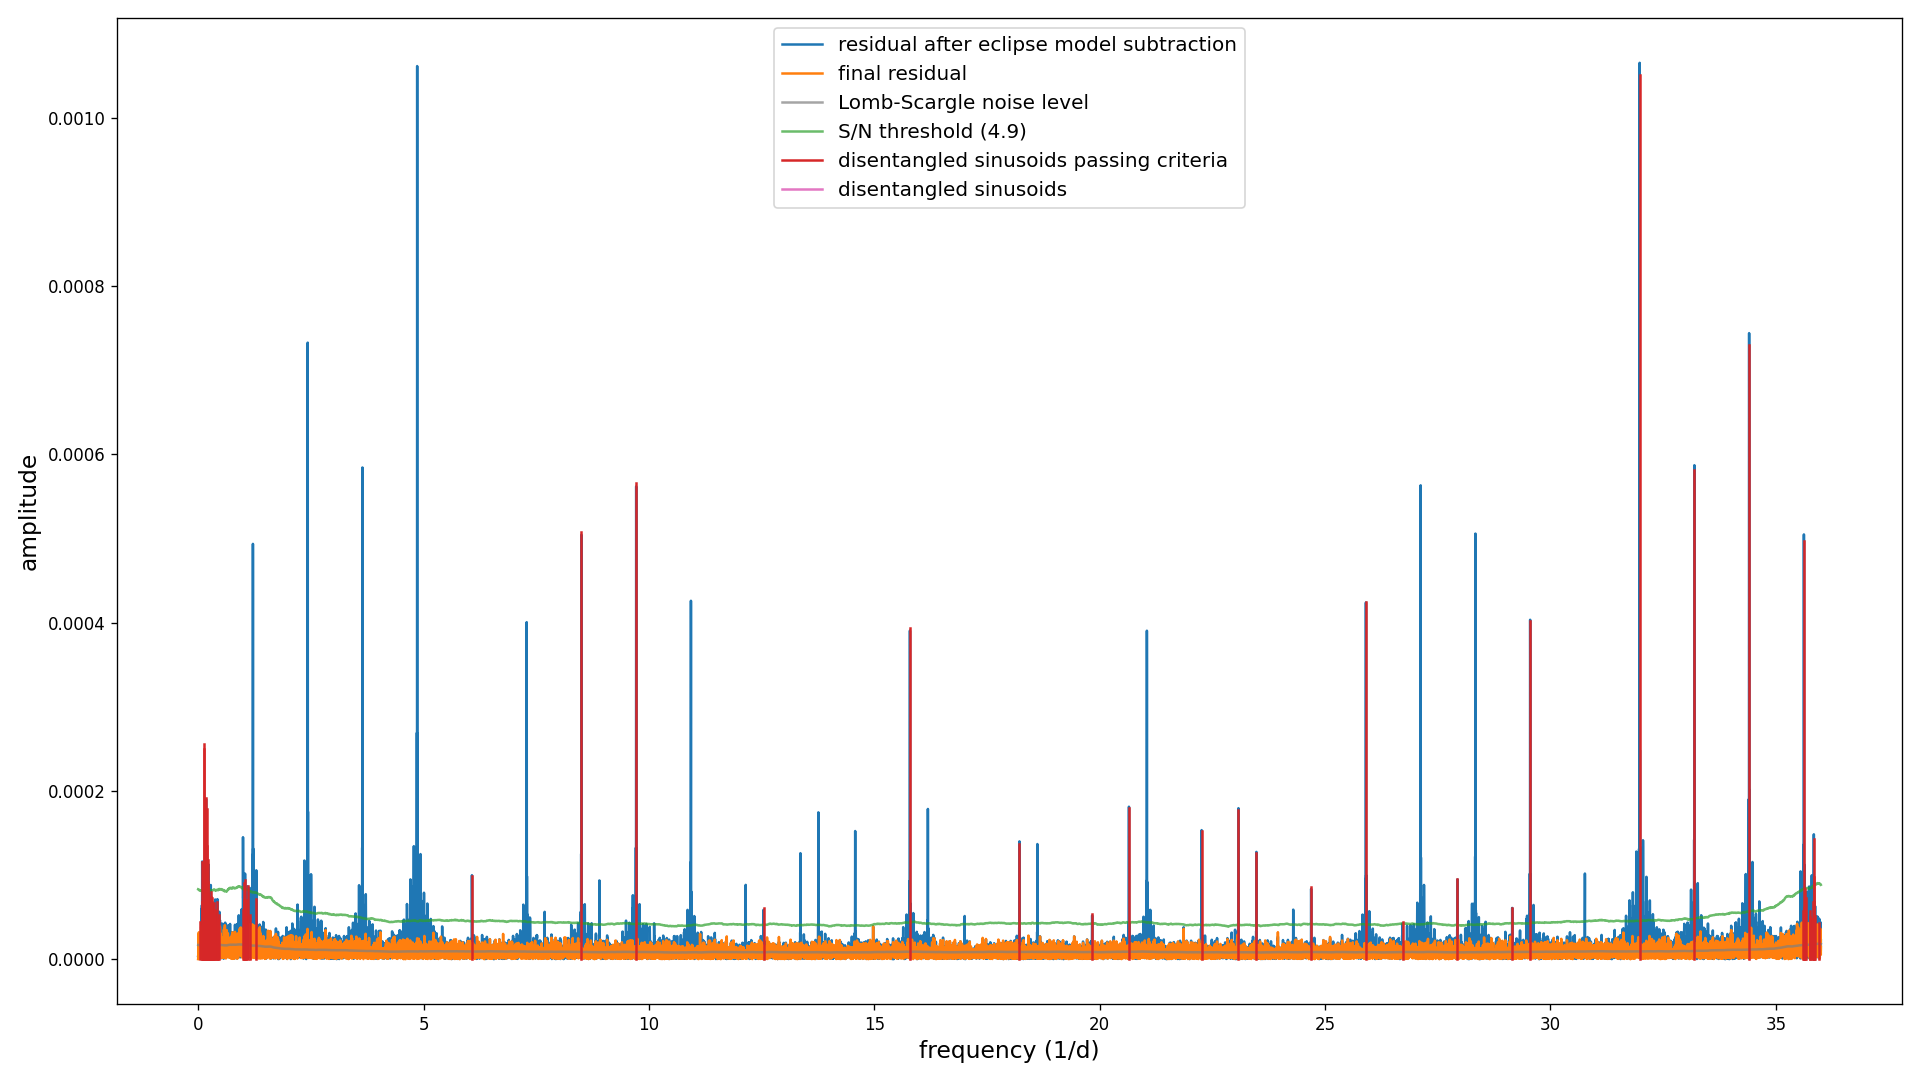 residual after eclipse model subtraction
final residual
Lomb-Scargle noise level
S/N threshold (4.9)
disentangled sinusoids passing criteria
disentangled sinusoids
0.0010
0.0008
0.0006
0.0004
0.0002
0.0000
amplitude
0 5 10 15 20 25 30 35
frequency (1/d)